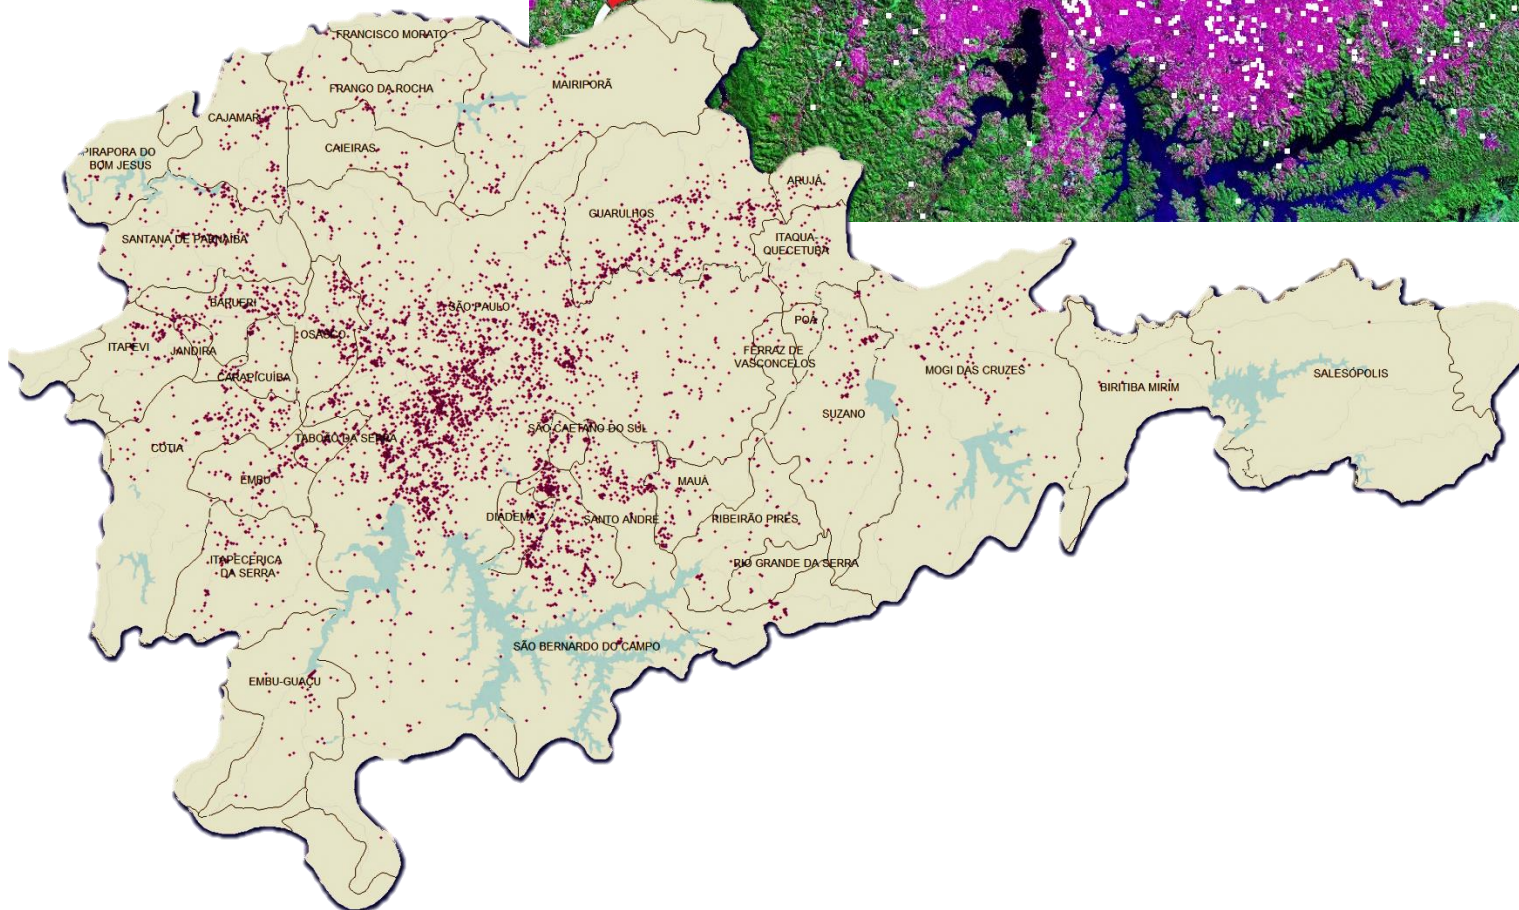 FRANCISCO MORATO
FRANCO DA ROCHA
MAIRIPORÃ
CAJAMAR
CAIEIRAS
PIRAPORA DO
BOM JESUS
ARUJÁ
GUARULHOS
SANTANA DE PARNAÍBA
ITAQUA-
QUECETUBA
BARUERI
SÃO PAULO
POÁ
OSASCO
ITAPEVI
JANDIRA
FERRAZ DE
VASCONCELOS
CARAPICUÍBA
MOGI DAS CRUZES
BIRITIBA MIRIM
SALESÓPOLIS
SUZANO
SÃO CAETANO DO SUL
TABOÃO DA SERRA
COTIA
EMBU
MAUÁ
DIADEMA
SANTO ANDRÉ
RIBEIRÃO PIRES
ITAPECERICA
DA SERRA
RIO GRANDE DA SERRA
SÃO BERNARDO DO CAMPO
EMBU-GUAÇU